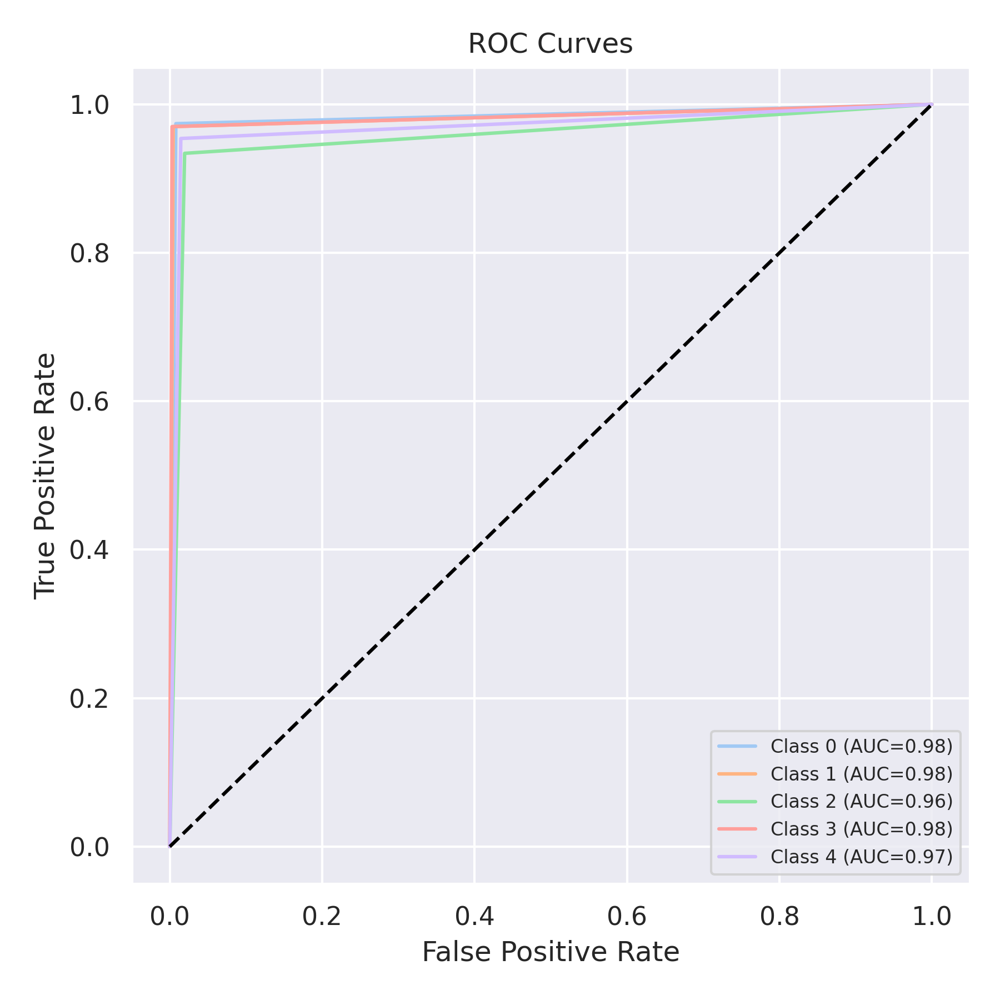 ROC Curves
1.0
0.8
0.6
0.4
0.2
0.0
True Positive Rate
Class 0 (AUC=0.98)
Class 1 (AUC=0.98)
Class 2 (AUC=0.96)
Class 3 (AUC=0.98)
Class 4 (AUC=0.97)
0.0 0.2 0.4 0.6 0.8 1.0
False Positive Rate